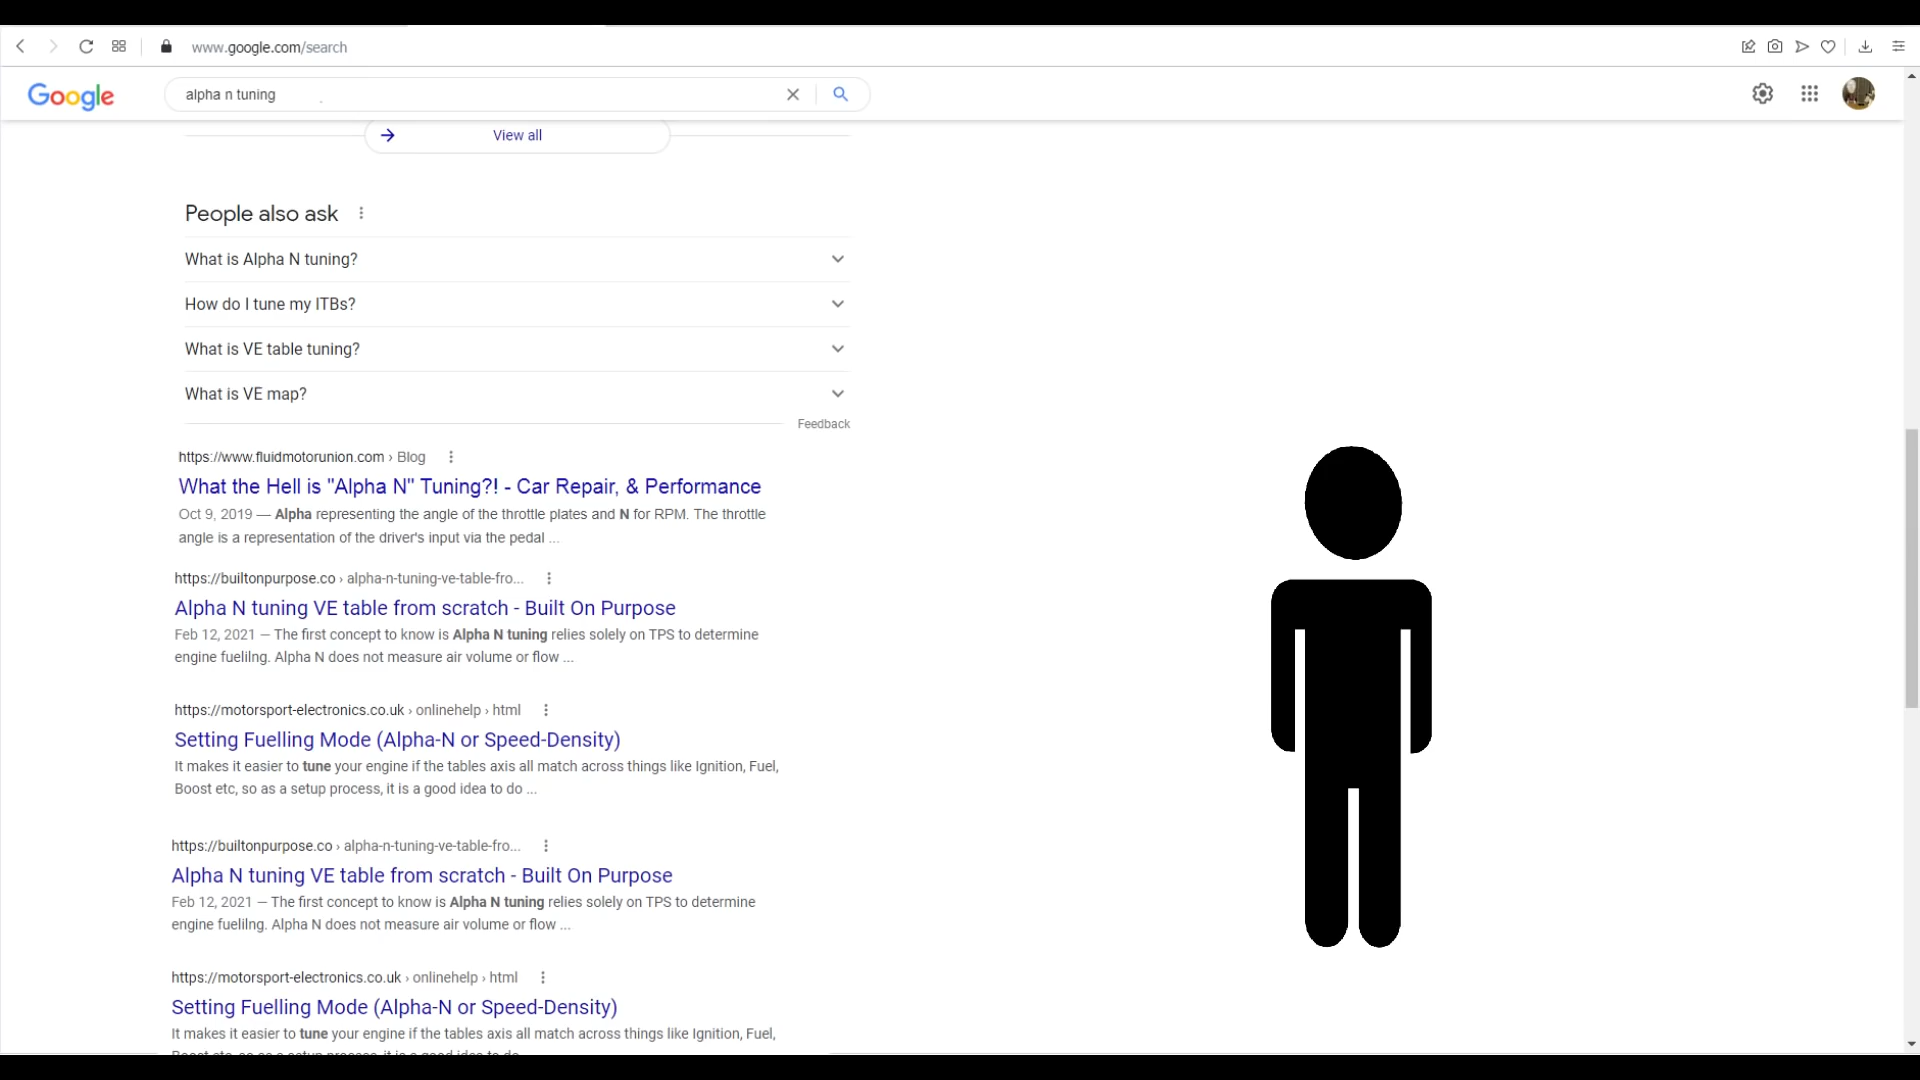 www.google.com/search
Google
alpha n tuning
View all
People also ask
What is Alpha N tuning?
How do I tune my ITBs?
What is VE table tuning?
What is VE map?
Feedback
https://www.fluidmotorunion.com › Blog
What the Hell is "Alpha N" Tuning?! - Car Repair, & Performance
Oct 9, 2019 — Alpha representing the angle of the throttle plates and N for RPM. The throttle
angle is a representation of the driver's input via the pedal ...
https://builtonpurpose.co › alpha-n-tuning-ve-table-fro...
Alpha N tuning VE table from scratch - Built On Purpose
Feb 12, 2021 — The first concept to know is Alpha N tuning relies solely on TPS to determine
engine fuelilng. Alpha N does not measure air volume or flow ...
https://motorsport-electronics.co.uk › onlinehelp › html
Setting Fuelling Mode (Alpha-N or Speed-Density)
It makes it easier to tune your engine if the tables axis all match across things like Ignition, Fuel,
Boost etc, so as a setup process, it is a good idea to do ...
https://builtonpurpose.co › alpha-n-tuning-ve-table-fro...
Alpha N tuning VE table from scratch - Built On Purpose
Feb 12, 2021 — The first concept to know is Alpha N tuning relies solely on TPS to determine
engine fuelilng. Alpha N does not measure air volume or flow ...
https://motorsport-electronics.co.uk › onlinehelp › html
Setting Fuelling Mode (Alpha-N or Speed-Density)
It makes it easier to tune your engine if the tables axis all match across things like Ignition, Fuel,